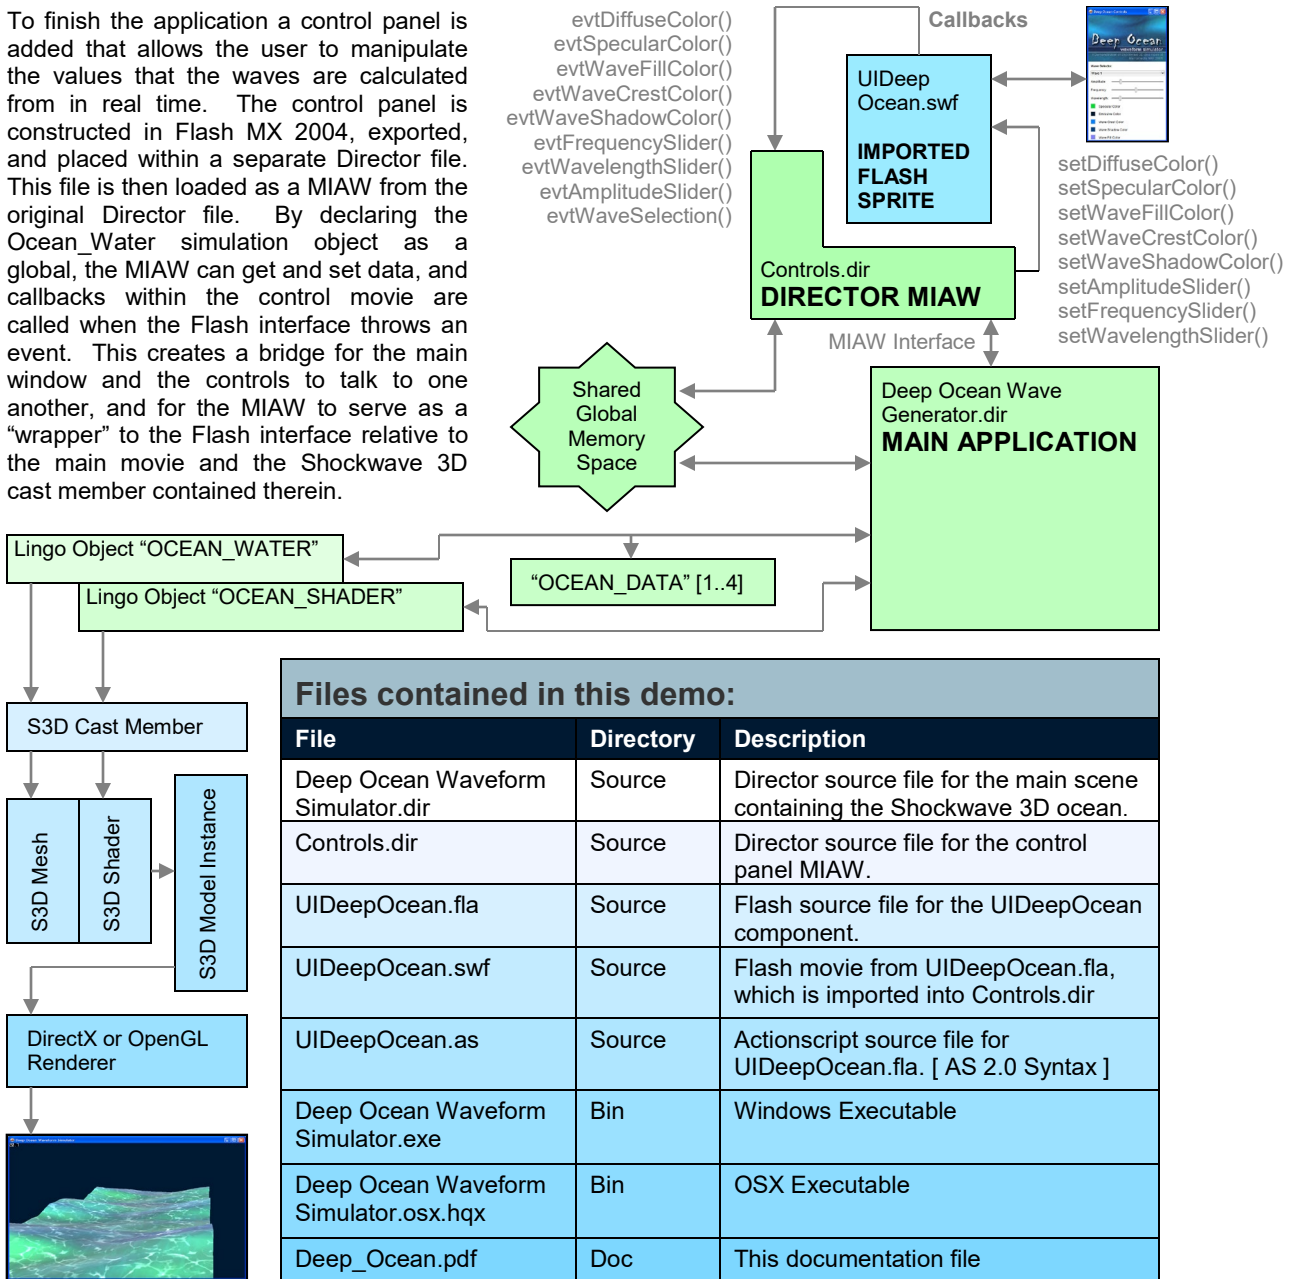 To finish the application a control panel is
added that allows the user to manipulate
the values that the waves are calculated
from in real time. The control panel is
constructed in Flash MX 2004, exported,
and placed within a separate Director file.
This file is then loaded as a MIAW from the
original Director file. By declaring the
Ocean_Water simulation object as a
global, the MIAW can get and set data, and
callbacks within the control movie are
called when the Flash interface throws an
event. This creates a bridge for the main
window and the controls to talk to one
another, and for the MIAW to serve as a
“wrapper” to the Flash interface relative to
the main movie and the Shockwave 3D
cast member contained therein.
evtDiffuseColor()
evtSpecularColor()
evtWaveFillColor()
evtWaveCrestColor()
evtWaveShadowColor()
evtFrequencySlider()
evtWavelengthSlider()
evtAmplitudeSlider()
evtWaveSelection()
Callbacks
UIDeep
Ocean.swf
IMPORTED
FLASH
SPRITE
Deep Ocean
setDiffuseColor()
setSpecularColor()
setWaveFillColor()
setWaveCrestColor()
setWaveShadowColor()
setAmplitudeSlider()
setFrequencySlider()
setWavelengthSlider()
Controls.dir
DIRECTOR MIAW
MIAW Interface
Shared
Global
Memory
Space
Deep Ocean Wave
Generator.dir
MAIN APPLICATION
Lingo Object “OCEAN_WATER”
Lingo Object “OCEAN_SHADER”
“OCEAN_DATA” [1..4]
S3D Cast Member
S3D Mesh
S3D Shader
S3D Model Instance
DirectX or OpenGL
Renderer
Files contained in this demo:
File Directory Description
Deep Ocean Waveform Source Director source file for the main scene
Simulator.dir containing the Shockwave 3D ocean.
Controls.dir Source Director source file for the control
panel MIAW.
UIDeepOcean.fla Source Flash source file for the UIDeepOcean
component.
UIDeepOcean.swf Source Flash movie from UIDeepOcean.fla,
which is imported into Controls.dir
UIDeepOcean.as Source Actionscript source file for
UIDeepOcean.fla. [ AS 2.0 Syntax ]
Deep Ocean Waveform Bin Windows Executable
Simulator.exe
Deep Ocean Waveform Bin OSX Executable
Simulator.osx.hqx
Deep_Ocean.pdf Doc This documentation file